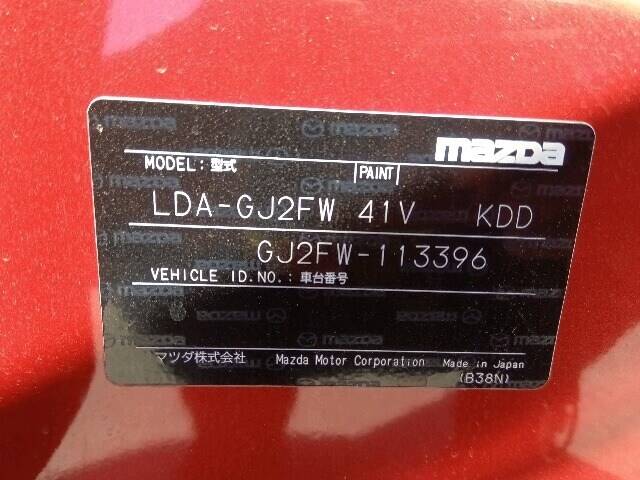 mazda
MODEL: 型式 PAINT
LDA-GJ2FW 41V KDD
GJ2FW-113396
VEHICLE ID.NO.: 車台番号
マツダ株式会社 Mazda Motor Corporation Made in Japan
(B38N)